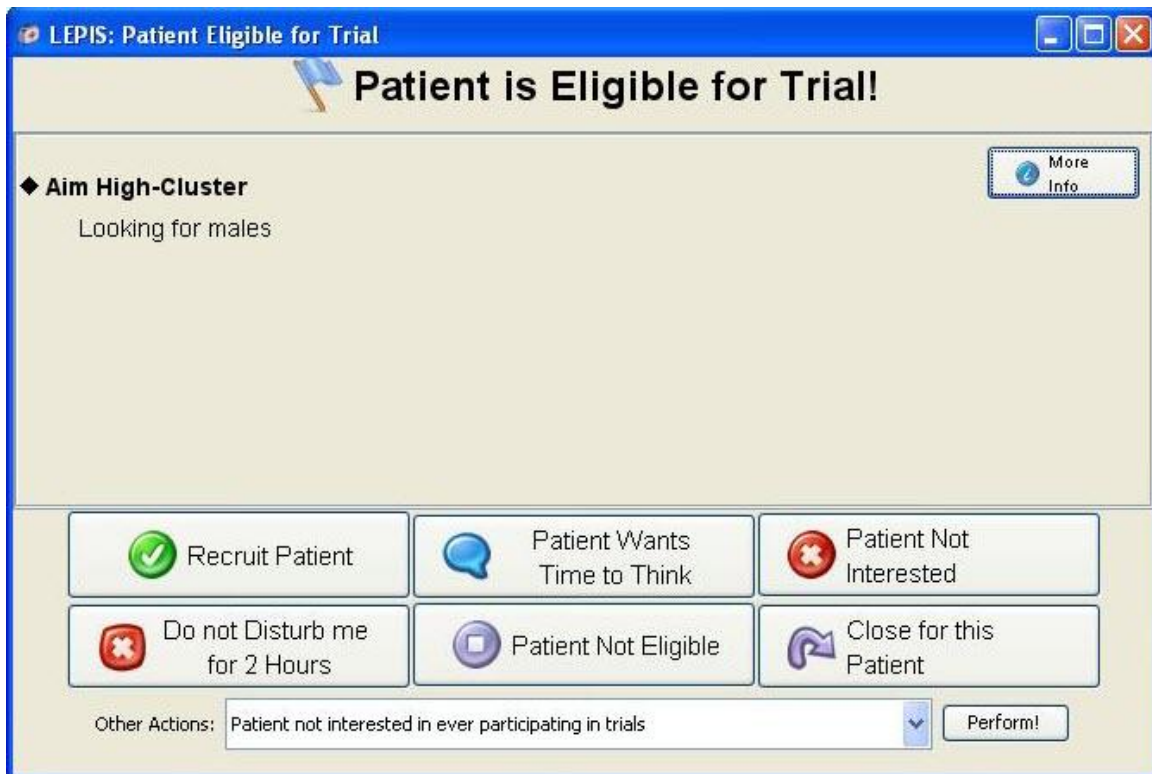 LEPIS: Patient Eligible for Trial
Patient is Eligible for Trial!
More
Info
◆ Aim High-Cluster
Looking for males
Recruit Patient
Patient Wants
Time to Think
Patient Not
Interested
Do not Disturb me
for 2 Hours
Patient Not Eligible
Close for this
Patient
Other Actions: Patient not interested in ever participating in trials Perform!